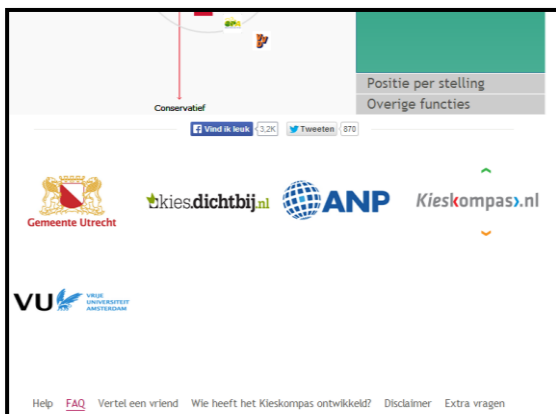 Positie per stelling
Overige functies
Conservatief
Vind ik leuk 3,2K Tweeten 870
Gemeente Utrecht
kies.dichtbij.nl
ANP
Kieskompas.nl
VU VRIJE UNIVERSITEIT AMSTERDAM
Help FAQ Vertel een vriend Wie heeft het Kieskompas ontwikkeld? Disclaimer Extra vragen